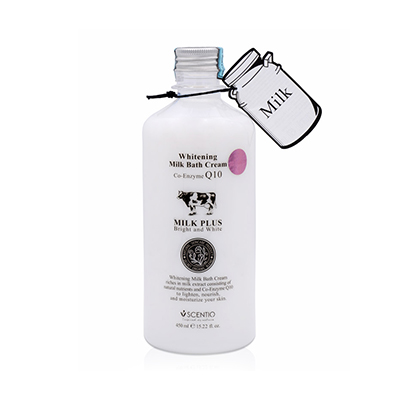 Milk
Whitening
Milk Bath Cream
Co Enzyme Q10
MILK PLUS
Bright and White
Whitening Milk Bath Cream
riches in milk extract consisting of
natural nutrients and Co-Enzyme Q10
to lighten, nourish,
and moisturize your skin
SCENTIO
450 ml ℮ 15.22 fl. oz.